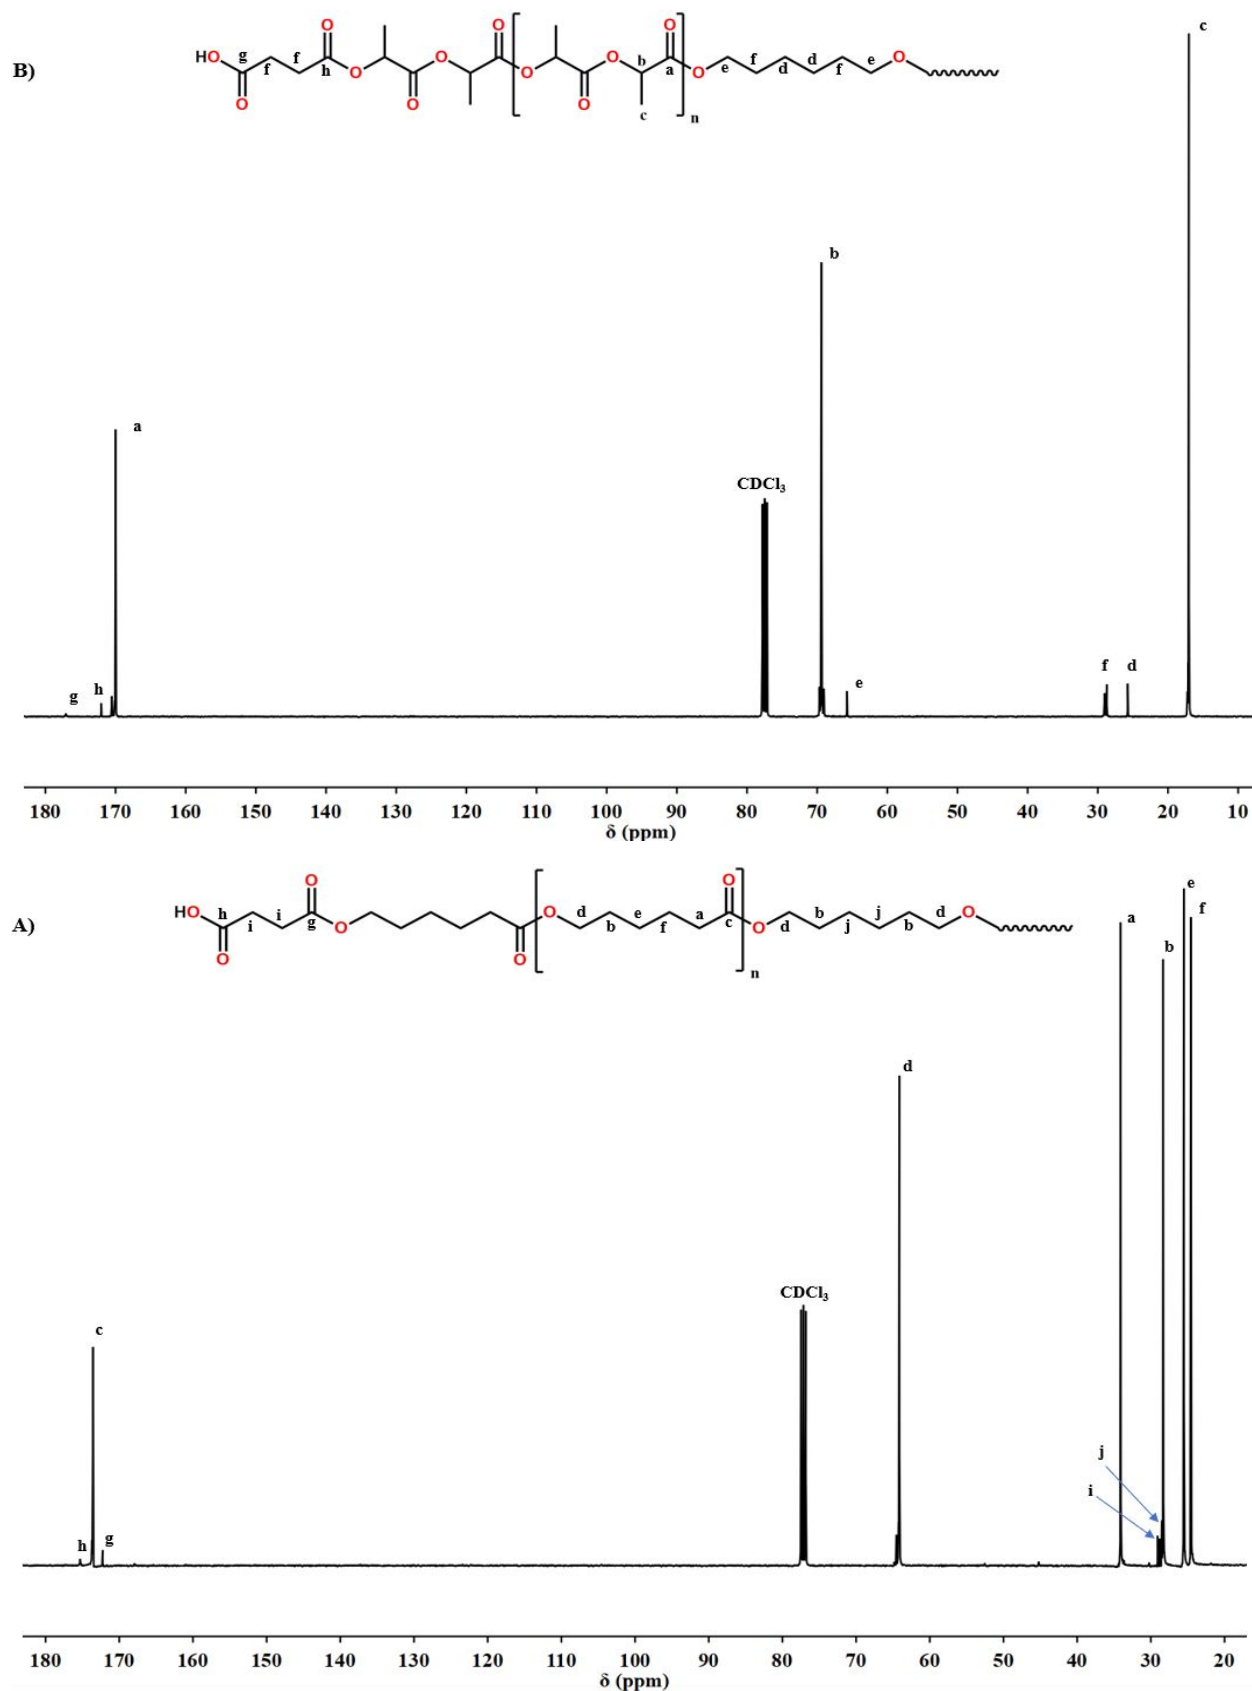 B)
HO g f f O h O O O O O O O b O a O e f d d f e O
O O O c n
c
b
a
CDCl₃
g h e f d
180 170 160 150 140 130 120 110 100 90 80 70 60 50 40 30 20 10
δ (ppm)
A)
HO h i i O g O O O d b e f a O c O d b j j b d O
O O n
e
a f
b
d
CDCl₃
c
j
i
h g
180 170 160 150 140 130 120 110 100 90 80 70 60 50 40 30 20
δ (ppm)